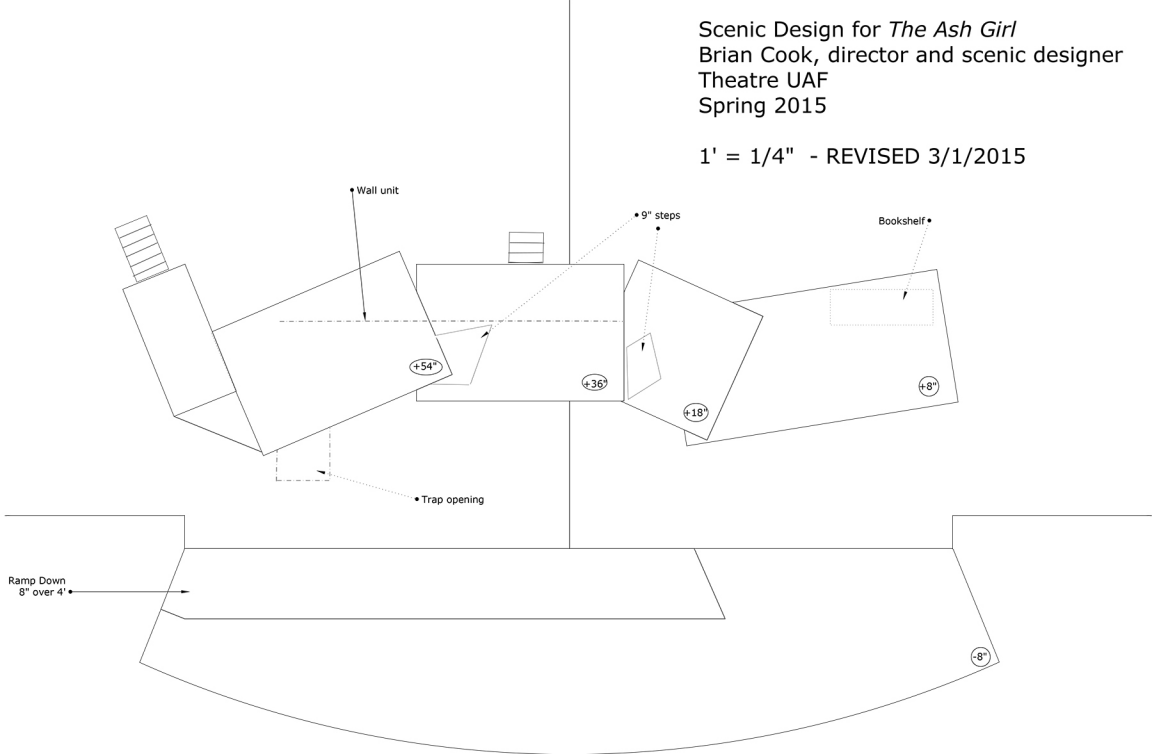 Scenic Design for The Ash Girl
Brian Cook, director and scenic designer
Theatre UAF
Spring 2015
1' = 1/4" - REVISED 3/1/2015
Wall unit
9" steps
Bookshelf
+54"
+36"
+18"
+8"
Trap opening
Ramp Down
8" over 4'
-8"